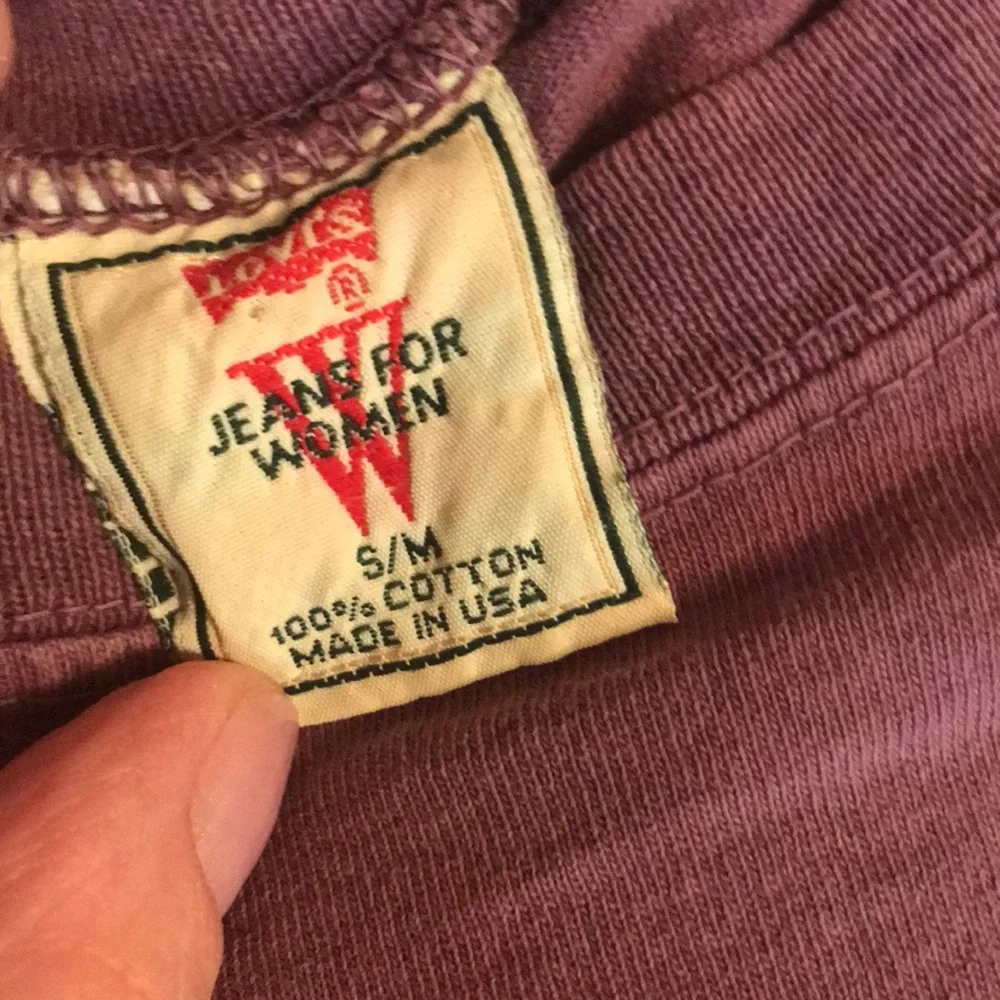 Levi's
®
W
JEANS FOR
WOMEN
S/M
100% COTTON
MADE IN USA